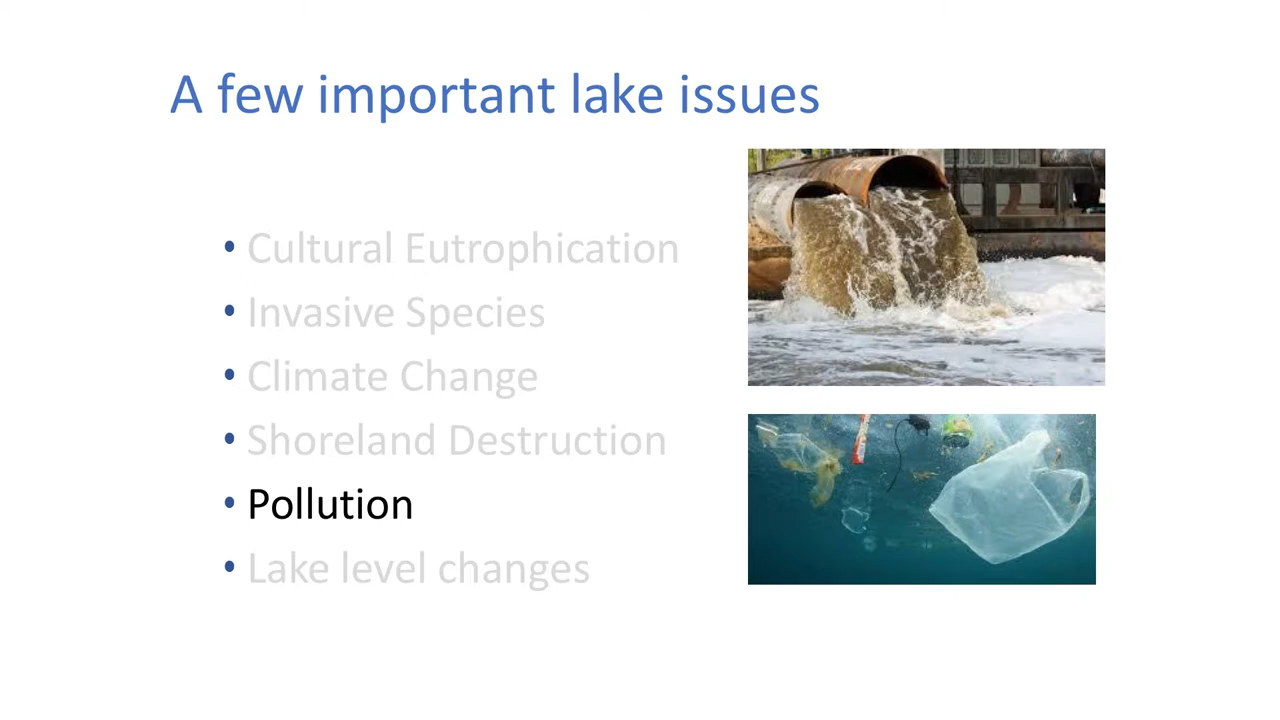 A few important lake issues
• Cultural Eutrophication
• Invasive Species
• Climate Change
• Shoreland Destruction
• Pollution
• Lake level changes